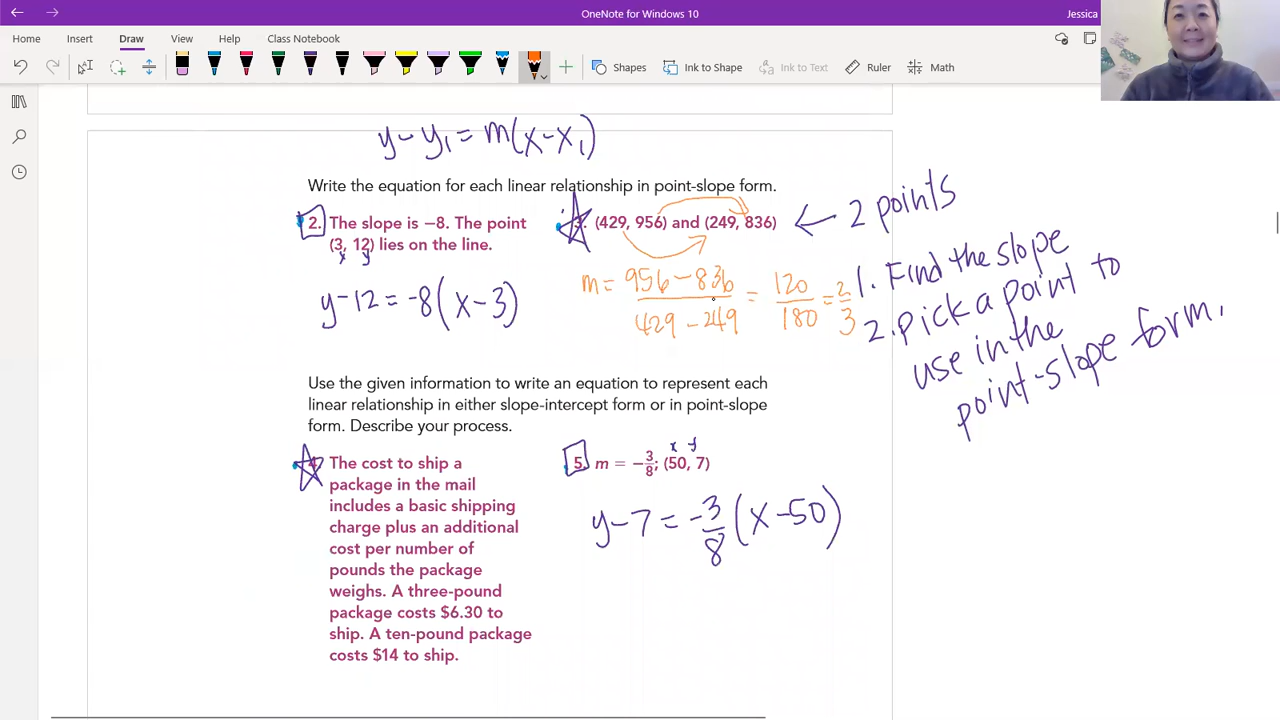 OneNote for Windows 10
Jessica
Home Insert Draw View Help Class Notebook
Shapes Ink to Shape Ink to Text Ruler Math
y-y₁=m(x-x₁)
Write the equation for each linear relationship in point-slope form.
2. The slope is −8. The point
(3, 12) lies on the line.
x y
y-12=-8(x-3)
3. (429, 956) and (249, 836)
m= 956-836 / 429-249 = 120/180 = 2/3
← 2 points
1. Find the slope
2. Pick a point to
use in the
point-slope form.
Use the given information to write an equation to represent each
linear relationship in either slope-intercept form or in point-slope
form. Describe your process.
4. The cost to ship a
package in the mail
includes a basic shipping
charge plus an additional
cost per number of
pounds the package
weighs. A three-pound
package costs $6.30 to
ship. A ten-pound package
costs $14 to ship.
x y
5. m = −3/8; (50, 7)
y-7=-3/8(x-50)